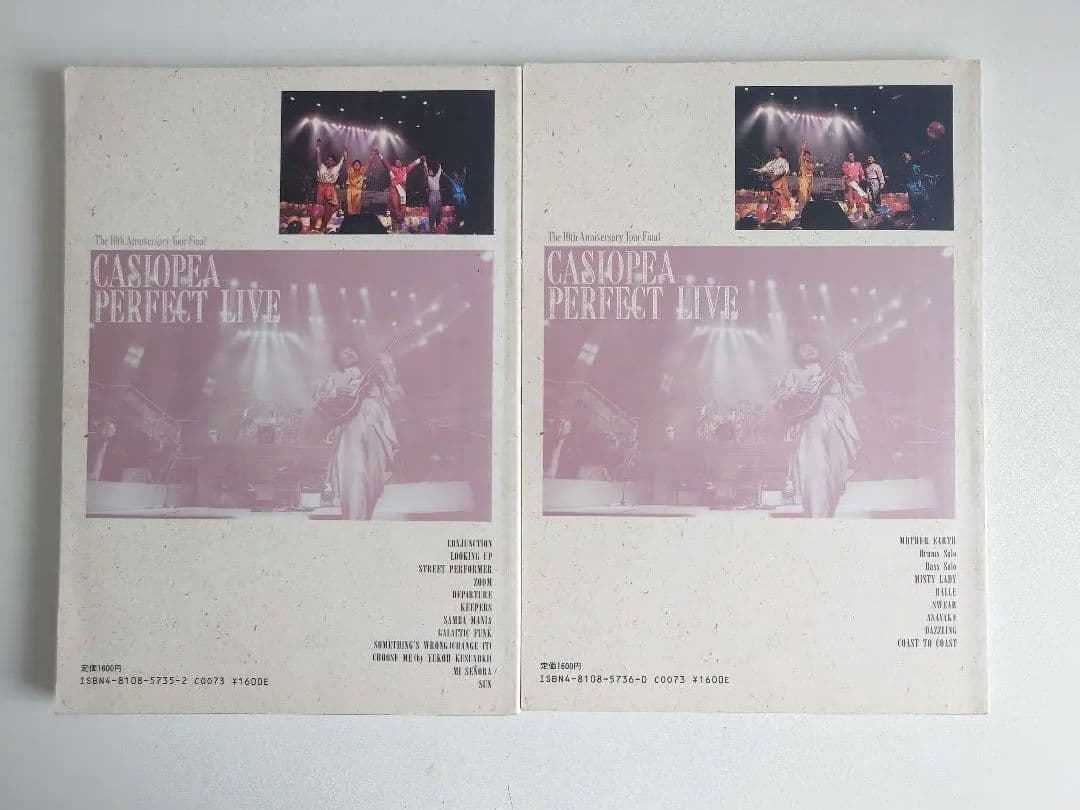 The 10th Anniversary Tour Final
CASIOPEA
PERFECT LIVE
CONJUNCTION
LOOKING UP
STREET PERFORMER
ZOOM
DEPARTURE
KEEPERS
SAMBA MANIA
GALACTIC FUNK
SOMETHING'S WRONG(CHANGE IT)
CHOOSE ME(by YUKOH KUSUNOKI)
MI SEÑORA
SUN
定価1600円
ISBN4-8108-5735-2 C0073 ¥1600E
The 10th Anniversary Tour Final
CASIOPEA
PERFECT LIVE
MOTHER EARTH
Drums Solo
Bass Solo
MISTY LADY
HALLE
SWEAR
ASAYAKE
DAZZLING
COAST TO COAST
定価1600円
ISBN4-8108-5736-0 C0073 ¥1600E